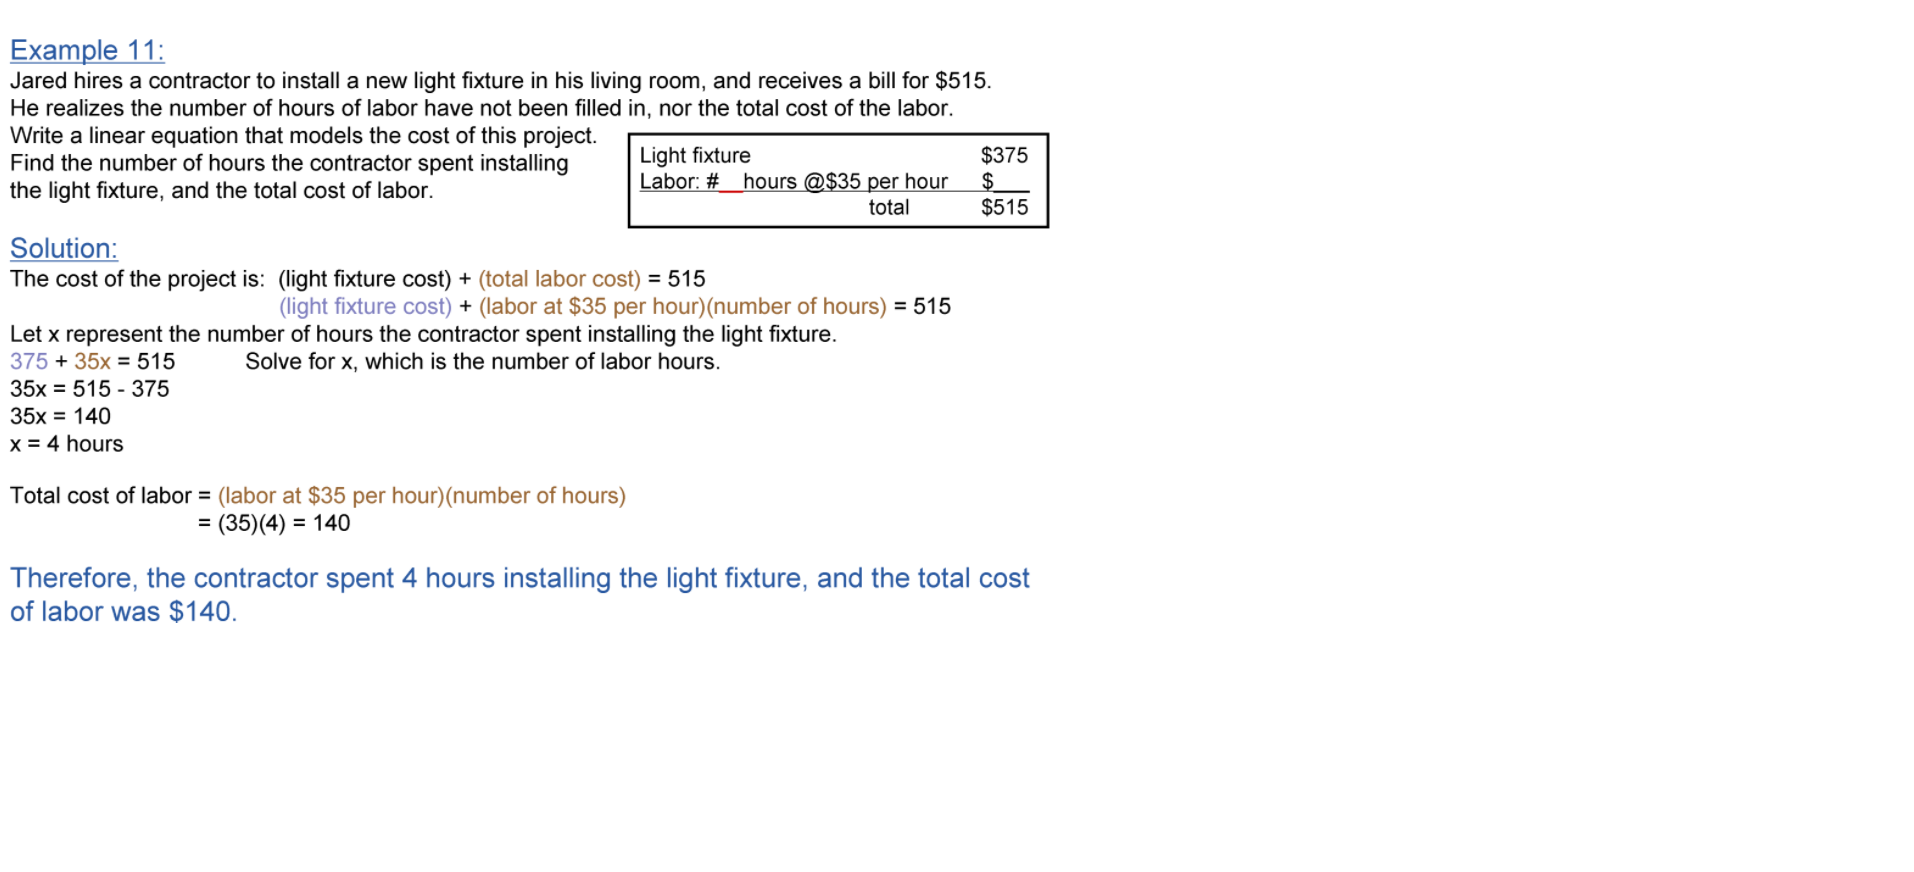 Example 11:
Jared hires a contractor to install a new light fixture in his living room, and receives a bill for $515.
He realizes the number of hours of labor have not been filled in, nor the total cost of the labor.
Write a linear equation that models the cost of this project.
Find the number of hours the contractor spent installing
the light fixture, and the total cost of labor.
Light fixture $375
Labor: #__hours @$35 per hour $___
total $515
Solution:
The cost of the project is: (light fixture cost) + (total labor cost) = 515
(light fixture cost) + (labor at $35 per hour)(number of hours) = 515
Let x represent the number of hours the contractor spent installing the light fixture.
375 + 35x = 515 Solve for x, which is the number of labor hours.
35x = 515 - 375
35x = 140
x = 4 hours
Total cost of labor = (labor at $35 per hour)(number of hours)
= (35)(4) = 140
Therefore, the contractor spent 4 hours installing the light fixture, and the total cost
of labor was $140.